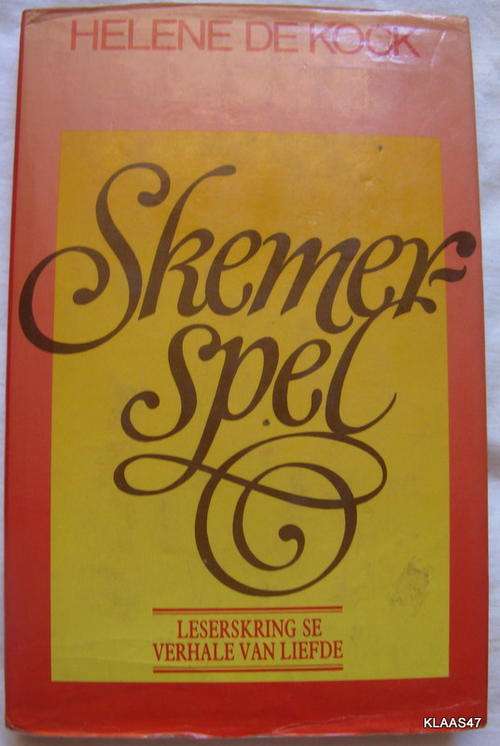 HELENE DE KOCK
Skemer-
spel
LESERSKRING SE
VERHALE VAN LIEFDE
KLAAS47